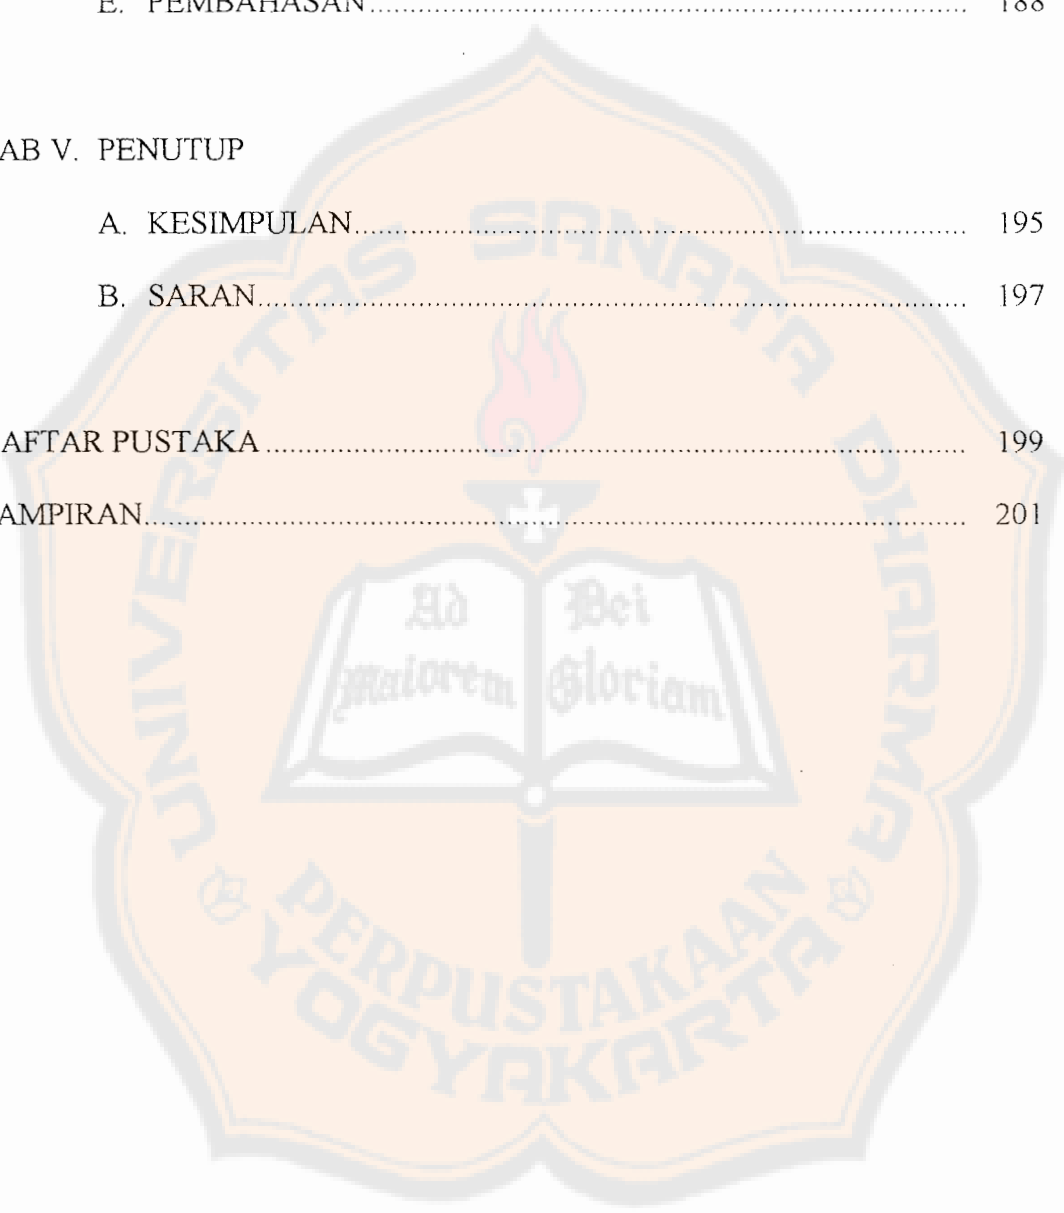 E. PEMBAHASAN 188
AB V. PENUTUP
A. KESIMPULAN 195
B. SARAN 197
AFTAR PUSTAKA 199
AMPIRAN 201
UNIVERSITAS SANATA DHARMA
Ad Dei
maiorem Gloriam
PERPUSTAKAAN
YOGYAKARTA